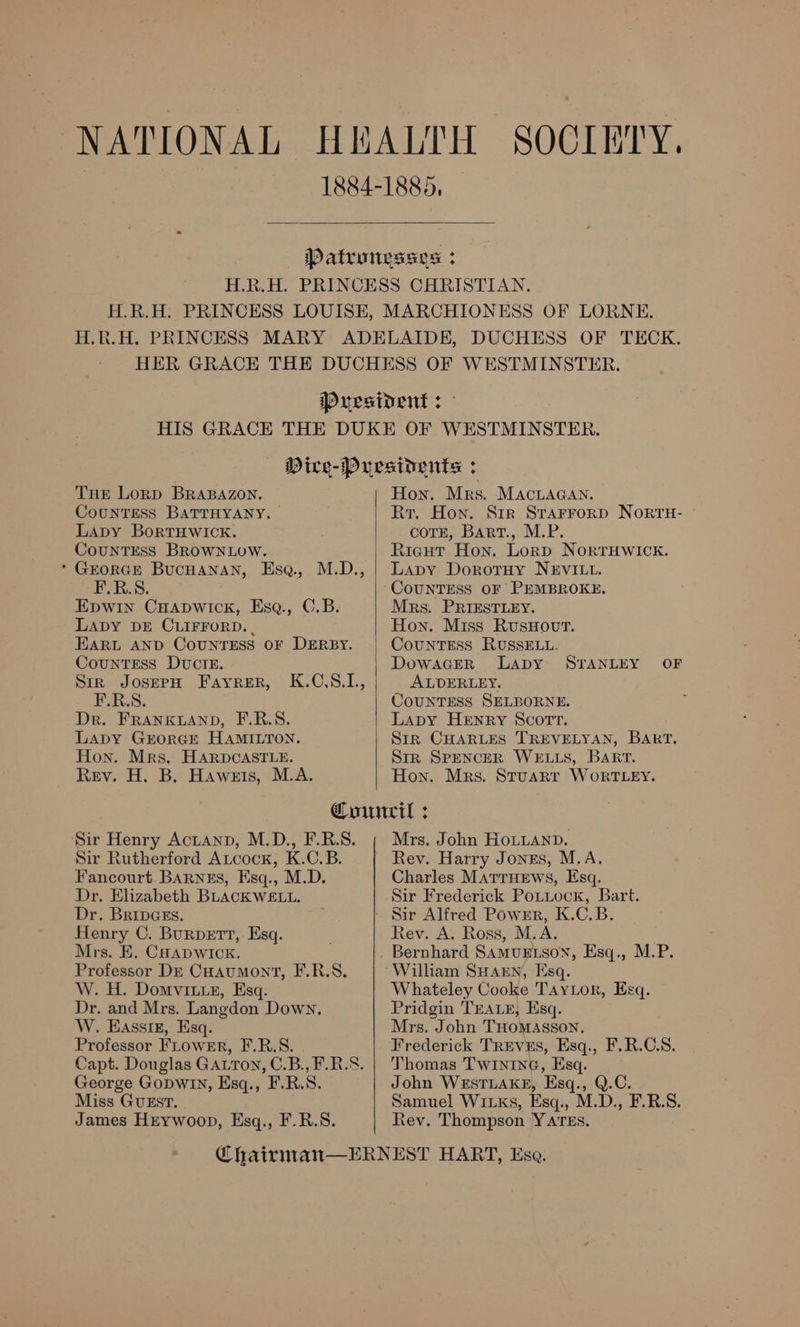 NATIONAL HEALTH SOCIETY.
1884-1885.
Patronesses :
H.R.H. PRINCESS CHRISTIAN.
H.R.H. PRINCESS LOUISE, MARCHIONESS OF LORNE.
H.R.H. PRINCESS MARY ADELAIDE, DUCHESS OF TECK.
HER GRACE THE DUCHESS OF WESTMINSTER.
President :
HIS GRACE THE DUKE OF WESTMINSTER.
Vice-Presidents :
THE LORD BRABAZON.
COUNTESS BATTHYANY.
LADY BORTHWICK.
COUNTESS BROWNLOW.
GEORGE BUCHANAN, ESQ., M.D.,
F.R.S.
EDWIN CHADWICK, ESQ., C.B.
LADY DE CLIFFORD.
EARL AND COUNTESS OF DERBY.
COUNTESS DUCIE.
SIR JOSEPH FAYRER, K.C.S.I.,
F.R.S.
DR. FRANKLAND, F.R.S.
LADY GEORGE HAMILTON.
HON. MRS. HARDCASTLE.
REV. H. B. HAWEIS, M.A.
HON. MRS. MACLAGAN.
RT. HON. SIR STAFFORD NORTH-
COTE, BART., M.P.
RIGHT HON. LORD NORTHWICK.
LADY DOROTHY NEVILL.
COUNTESS OF PEMBROKE.
MRS. PRIESTLEY.
HON. MISS RUSHOUT.
COUNTESS RUSSELL.
DOWAGER LADY STANLEY OF
ALDERLEY.
COUNTESS SELBORNE.
LADY HENRY SCOTT.
SIR CHARLES TREVELYAN, BART.
SIR SPENCER WELLS, BART.
HON. MRS. STUART WORTLEY.
Council :
Sir Henry ACLAND, M.D., F.R.S.
Sir Rutherford ALCOCK, K.C.B.
Fancourt BARNES, Esq., M.D.
Dr. Elizabeth BLACKWELL.
Dr. BRIDGES.
Henry C. BURDETT, Esq.
Mrs. E. CHADWICK.
Professor DE CHAUMONT, F.R.S.
W. H. DOMVILLE, Esq.
Dr. and Mrs. Langdon DOWN.
W. EASSIE, Esq.
Professor FLOWER, F.R.S.
Capt. Douglas GALTON, C.B., F.R.S.
George GODWIN, Esq., F.R.S.
Miss GUEST.
James HEYWOOD, Esq., F.R.S.
Mrs. John HOLLAND.
Rev. Harry JONES, M.A.
Charles MATTHEWS, Esq.
Sir Frederick POLLOCK, Bart.
Sir Alfred POWER, K.C.B.
Rev. A. ROSS, M.A.
Bernhard SAMUELSON, Esq., M.P.
William SHAEN, Esq.
Whateley Cooke TAYLOR, Esq.
Pridgin TEALE, Esq.
Mrs. John THOMASSON.
Frederick TREVES, Esq., F.R.C.S.
Thomas TWINING, Esq.
John WESTLAKE, Esq., Q.C.
Samuel WILKS, Esq., M.D., F.R.S.
Rev. Thompson YATES.
Chairman—ERNEST HART, ESQ.